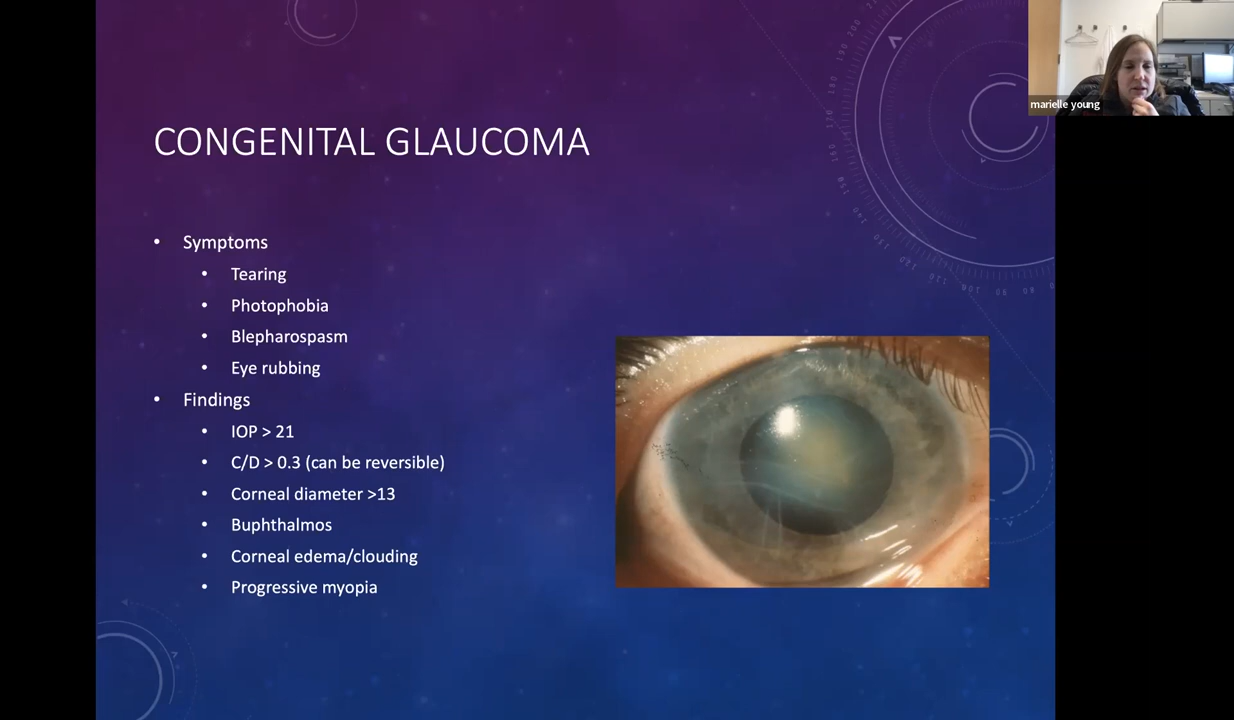 CONGENITAL GLAUCOMA
• Symptoms
• Tearing
• Photophobia
• Blepharospasm
• Eye rubbing
• Findings
• IOP > 21
• C/D > 0.3 (can be reversible)
• Corneal diameter >13
• Buphthalmos
• Corneal edema/clouding
• Progressive myopia
marielle young